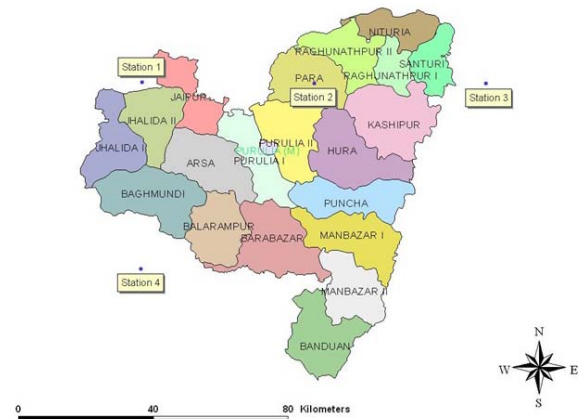 NITURIA
RAGHUNATHPUR II
SANTURI
Station 1
PARA
RAGHUNATHPUR I
Station 2
Station 3
JAIPUR
JHALIDA II
KASHIPUR
JHALIDA I
PURULIA II
HURA
PURULIA (M)
ARSA
PURULIA I
BAGHMUNDI
PUNCHA
BALARAMPUR
BARABAZAR
MANBAZAR I
Station 4
MANBAZAR II
BANDUAN
N
W E
S
0 40 80 Kilometers